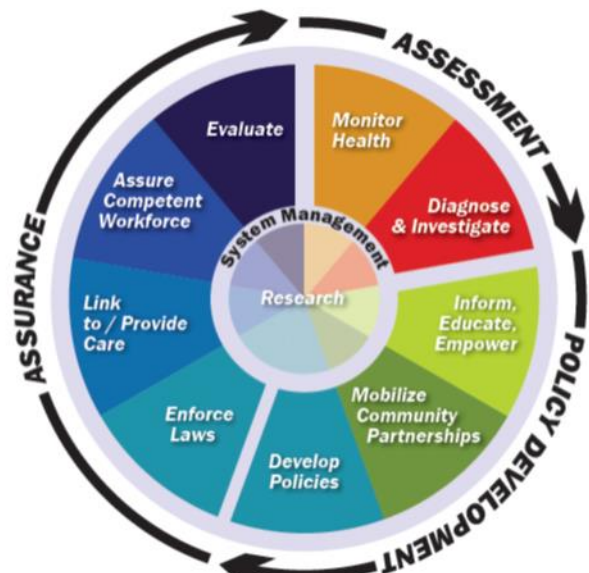 ASSESSMENT
POLICY DEVELOPMENT
ASSURANCE
Monitor
Health
Diagnose
& Investigate
Inform,
Educate,
Empower
Mobilize
Community
Partnerships
Develop
Policies
Enforce
Laws
Link
to / Provide
Care
Assure
Competent
Workforce
Evaluate
System Management
Research